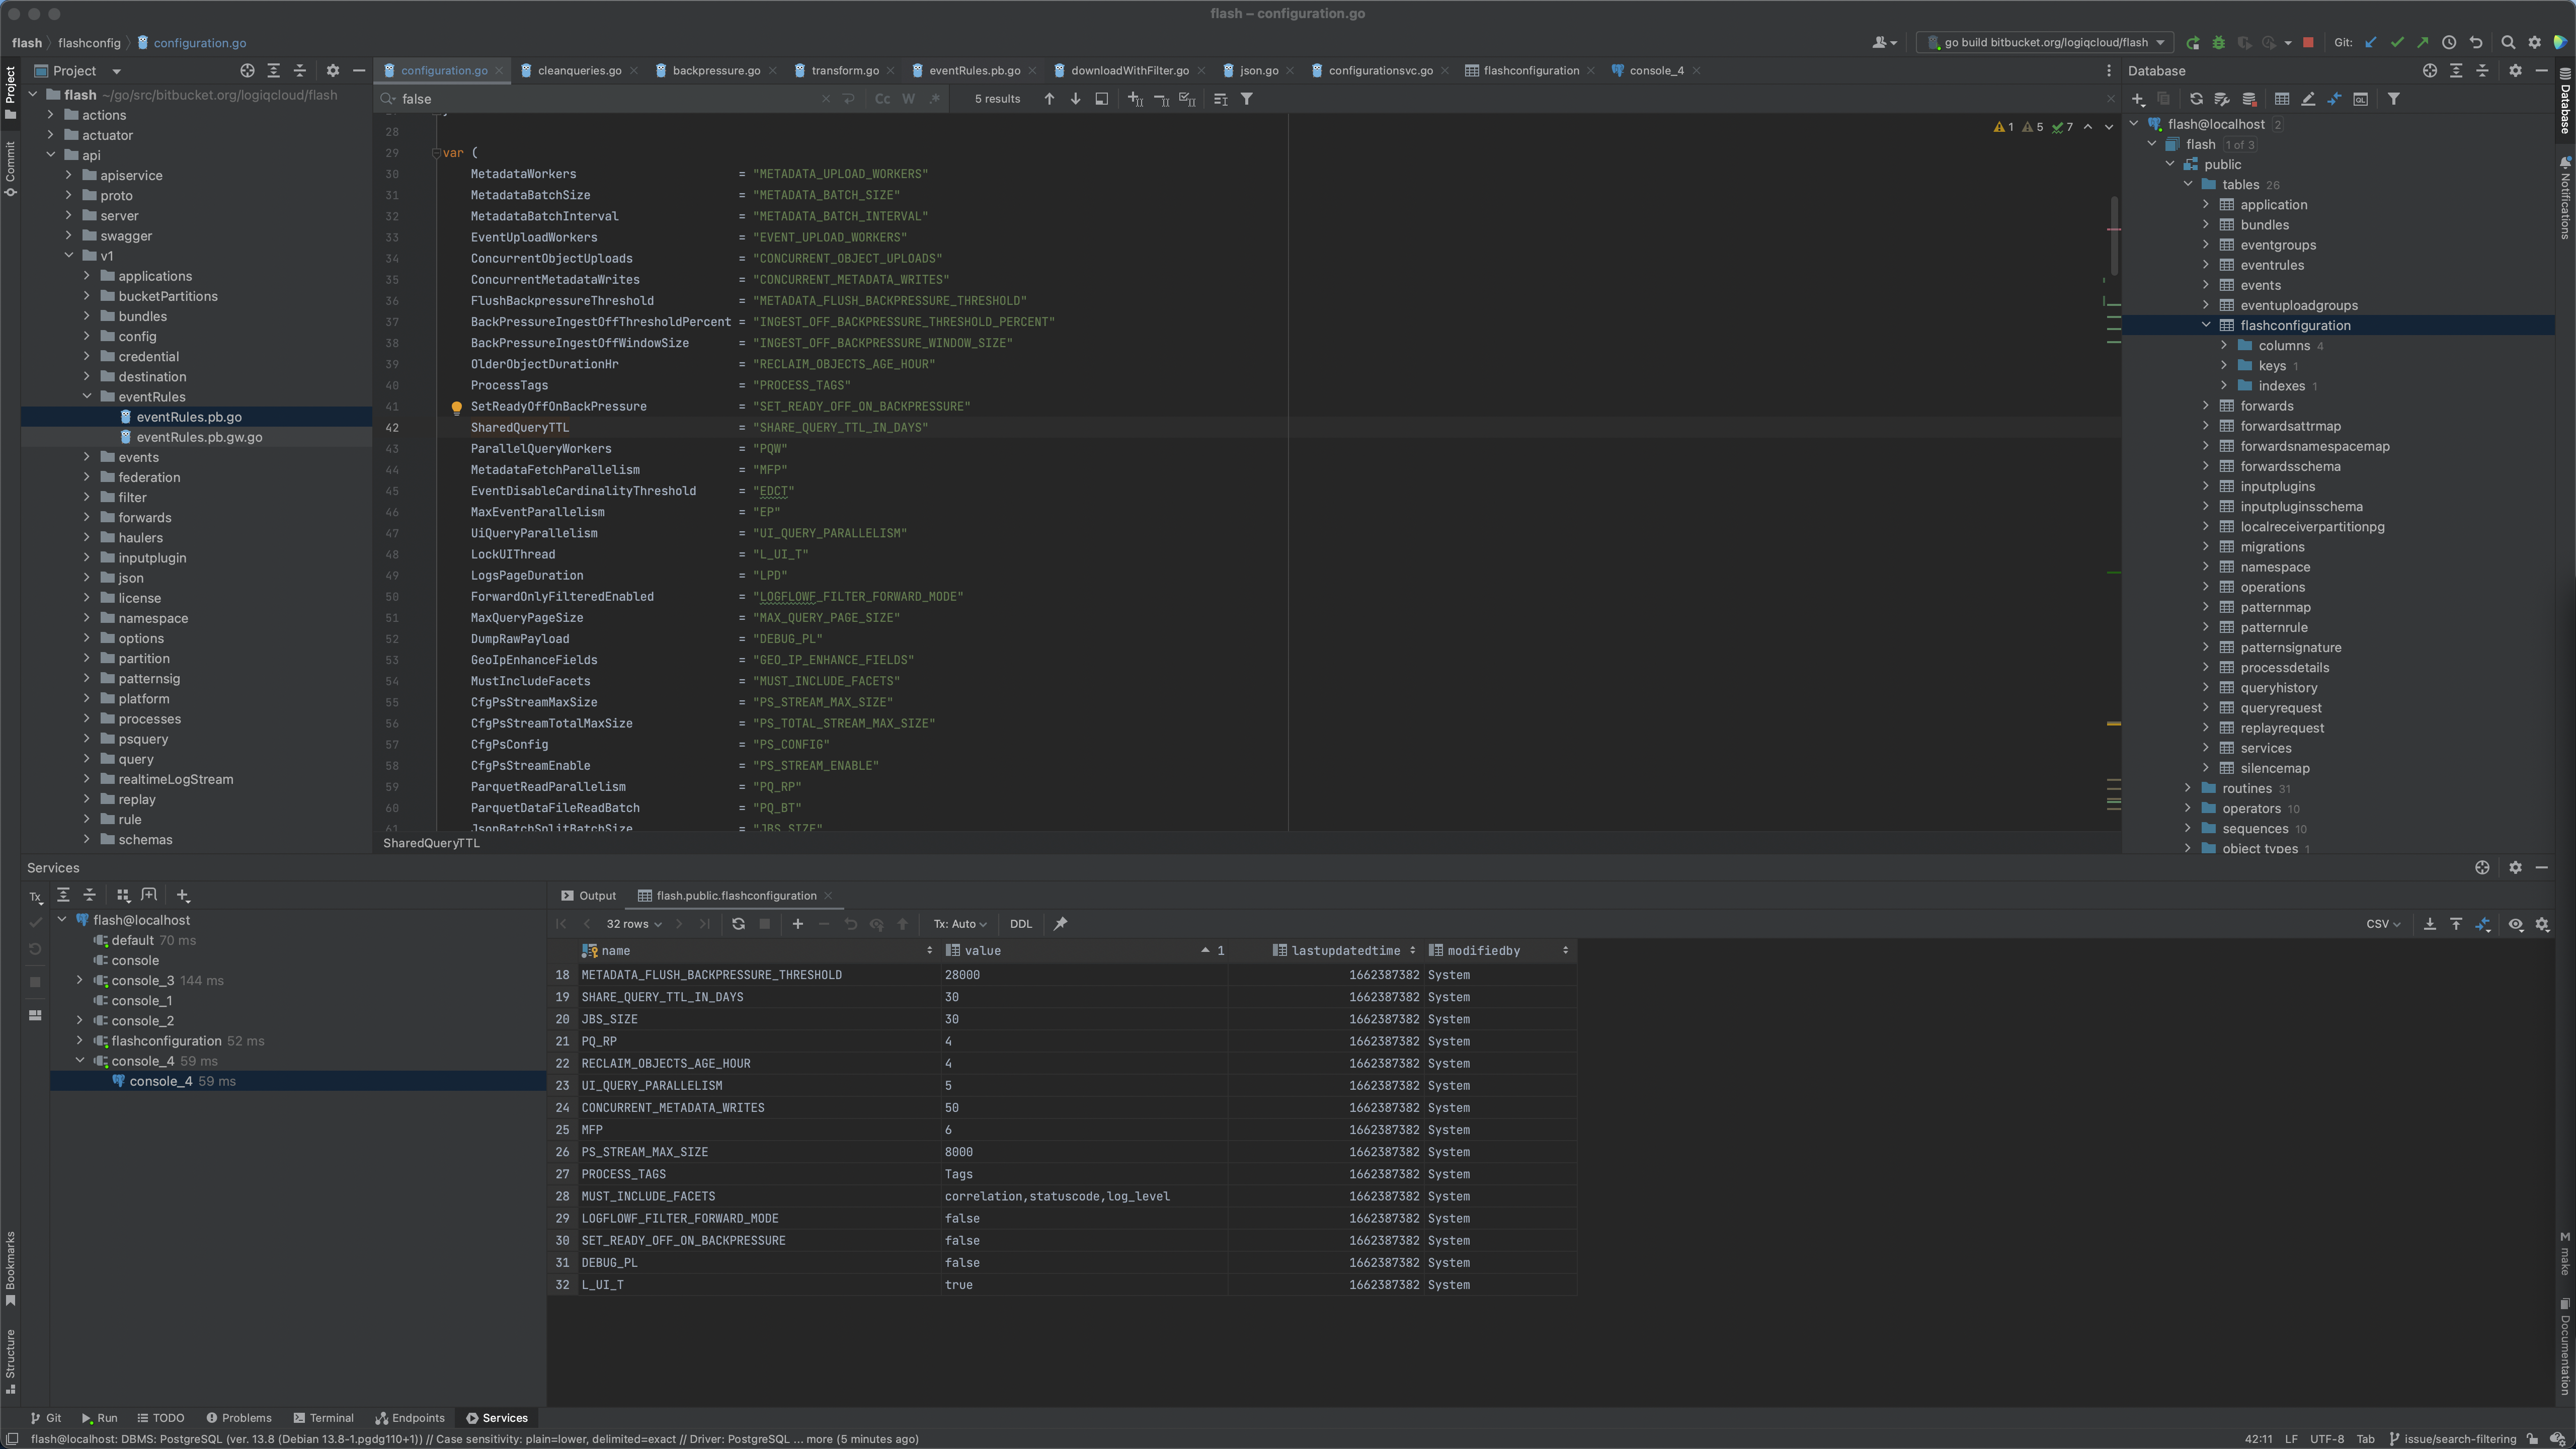 flash – configuration.go
flash
flashconfig
configuration.go
go build bitbucket.org/logiqcloud/flash
Git:
Project
configuration.go
cleanqueries.go
backpressure.go
transform.go
eventRules.pb.go
downloadWithFilter.go
json.go
configurationsvc.go
flashconfiguration
console_4
Database
Project
Commit
flash ~/go/src/bitbucket.org/logiqcloud/flash
actions
actuator
api
apiservice
proto
server
swagger
v1
applications
bucketPartitions
bundles
config
credential
destination
eventRules
eventRules.pb.go
eventRules.pb.gw.go
events
federation
filter
forwards
haulers
inputplugin
json
license
namespace
options
partition
patternsig
platform
processes
psquery
query
realtimeLogStream
replay
rule
schemas
false
Cc W .*
5 results
1 5 7
28
29 var (
30 MetadataWorkers = "METADATA_UPLOAD_WORKERS"
31 MetadataBatchSize = "METADATA_BATCH_SIZE"
32 MetadataBatchInterval = "METADATA_BATCH_INTERVAL"
33 EventUploadWorkers = "EVENT_UPLOAD_WORKERS"
34 ConcurrentObjectUploads = "CONCURRENT_OBJECT_UPLOADS"
35 ConcurrentMetadataWrites = "CONCURRENT_METADATA_WRITES"
36 FlushBackpressureThreshold = "METADATA_FLUSH_BACKPRESSURE_THRESHOLD"
37 BackPressureIngestOffThresholdPercent = "INGEST_OFF_BACKPRESSURE_THRESHOLD_PERCENT"
38 BackPressureIngestOffWindowSize = "INGEST_OFF_BACKPRESSURE_WINDOW_SIZE"
39 OlderObjectDurationHr = "RECLAIM_OBJECTS_AGE_HOUR"
40 ProcessTags = "PROCESS_TAGS"
41 SetReadyOffOnBackPressure = "SET_READY_OFF_ON_BACKPRESSURE"
42 SharedQueryTTL = "SHARE_QUERY_TTL_IN_DAYS"
43 ParallelQueryWorkers = "PQW"
44 MetadataFetchParallelism = "MFP"
45 EventDisableCardinalityThreshold = "EDCT"
46 MaxEventParallelism = "EP"
47 UiQueryParallelism = "UI_QUERY_PARALLELISM"
48 LockUIThread = "L_UI_T"
49 LogsPageDuration = "LPD"
50 ForwardOnlyFilteredEnabled = "LOGFLOWF_FILTER_FORWARD_MODE"
51 MaxQueryPageSize = "MAX_QUERY_PAGE_SIZE"
52 DumpRawPayload = "DEBUG_PL"
53 GeoIpEnhanceFields = "GEO_IP_ENHANCE_FIELDS"
54 MustIncludeFacets = "MUST_INCLUDE_FACETS"
55 CfgPsStreamMaxSize = "PS_STREAM_MAX_SIZE"
56 CfgPsStreamTotalMaxSize = "PS_TOTAL_STREAM_MAX_SIZE"
57 CfgPsConfig = "PS_CONFIG"
58 CfgPsStreamEnable = "PS_STREAM_ENABLE"
59 ParquetReadParallelism = "PQ_RP"
60 ParquetDataFileReadBatch = "PQ_BT"
61 JsonBatchSplitBatchSize = "JBS_SIZE"
SharedQueryTTL
flash@localhost 2
flash 1 of 3
public
tables 26
application
bundles
eventgroups
eventrules
events
eventuploadgroups
flashconfiguration
columns 4
keys 1
indexes 1
forwards
forwardsattrmap
forwardsnamespacemap
forwardsschema
inputplugins
inputpluginsschema
localreceiverpartitionpg
migrations
namespace
operations
patternmap
patternrule
patternsignature
processdetails
queryhistory
queryrequest
replayrequest
services
silencemap
routines 31
operators 10
sequences 10
object types 1
Database
Notifications
make
Documentation
Services
Tx
flash@localhost
default 70 ms
console
console_3 144 ms
console_1
console_2
flashconfiguration 52 ms
console_4 59 ms
console_4 59 ms
Output
flash.public.flashconfiguration
32 rows
Tx: Auto
DDL
CSV
name value 1 lastupdatedtime modifiedby
18 METADATA_FLUSH_BACKPRESSURE_THRESHOLD 28000 1662387382 System
19 SHARE_QUERY_TTL_IN_DAYS 30 1662387382 System
20 JBS_SIZE 30 1662387382 System
21 PQ_RP 4 1662387382 System
22 RECLAIM_OBJECTS_AGE_HOUR 4 1662387382 System
23 UI_QUERY_PARALLELISM 5 1662387382 System
24 CONCURRENT_METADATA_WRITES 50 1662387382 System
25 MFP 6 1662387382 System
26 PS_STREAM_MAX_SIZE 8000 1662387382 System
27 PROCESS_TAGS Tags 1662387382 System
28 MUST_INCLUDE_FACETS correlation,statuscode,log_level 1662387382 System
29 LOGFLOWF_FILTER_FORWARD_MODE false 1662387382 System
30 SET_READY_OFF_ON_BACKPRESSURE false 1662387382 System
31 DEBUG_PL false 1662387382 System
32 L_UI_T true 1662387382 System
Bookmarks
Structure
Git
Run
TODO
Problems
Terminal
Endpoints
Services
flash@localhost: DBMS: PostgreSQL (ver. 13.8 (Debian 13.8-1.pgdg110+1)) // Case sensitivity: plain=lower, delimited=exact // Driver: PostgreSQL ... more (5 minutes ago)
42:11 LF UTF-8 Tab issue/search-filtering